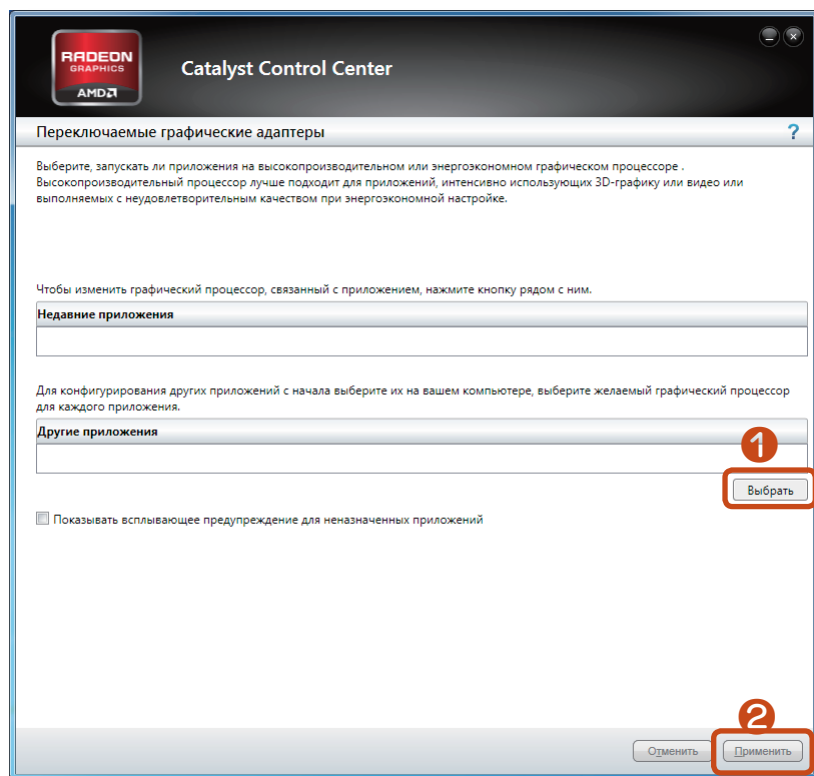 RADEON
GRAPHICS
AMD
Catalyst Control Center
Переключаемые графические адаптеры
?
Выберите, запускать ли приложения на высокопроизводительном или энергоэкономном графическом процессоре .
Высокопроизводительный процессор лучше подходит для приложений, интенсивно использующих 3D-графику или видео или
выполняемых с неудовлетворительным качеством при энергоэкономной настройке.
Чтобы изменить графический процессор, связанный с приложением, нажмите кнопку рядом с ним.
Недавние приложения
Для конфигурирования других приложений с начала выберите их на вашем компьютере, выберите желаемый графический процессор
для каждого приложения.
Другие приложения
1
Выбрать
Показывать всплывающее предупреждение для неназначенных приложений
2
Отменить
Применить